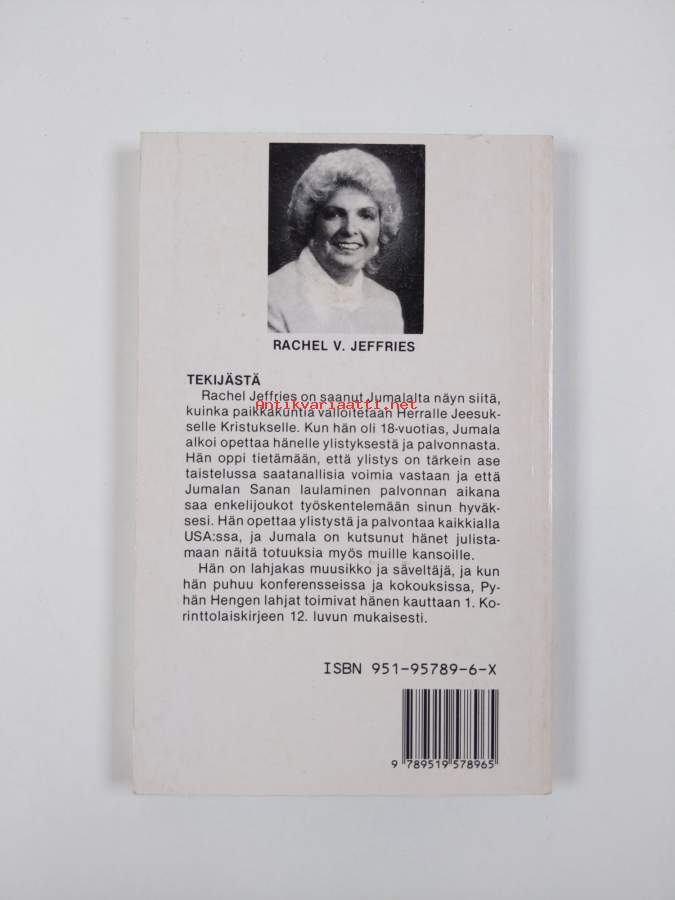 RACHEL V. JEFFRIES
TEKIJÄSTÄ
Rachel Jeffries on saanut Jumalalta näyn siitä,
kuinka paikkakuntia valloitetaan Herralle Jeesuk-
selle Kristukselle. Kun hän oli 18-vuotias, Jumala
alkoi opettaa hänelle ylistyksestä ja palvonnasta.
Hän oppi tietämään, että ylistys on tärkein ase
taistelussa saatanallisia voimia vastaan ja että
Jumalan Sanan laulaminen palvonnan aikana
saa enkelijoukot työskentelemään sinun hyväk-
sesi. Hän opettaa ylistystä ja palvontaa kaikkialla
USA:ssa, ja Jumala on kutsunut hänet julista-
maan näitä totuuksia myös muille kansoille.
Hän on lahjakas muusikko ja säveltäjä, ja kun
hän puhuu konferensseissa ja kokouksissa, Py-
hän Hengen lahjat toimivat hänen kauttaan 1. Ko-
rinttolaiskirjeen 12. luvun mukaisesti.
ISBN 951-95789-6-X
9 789519 578965
Antikvariaatti.net